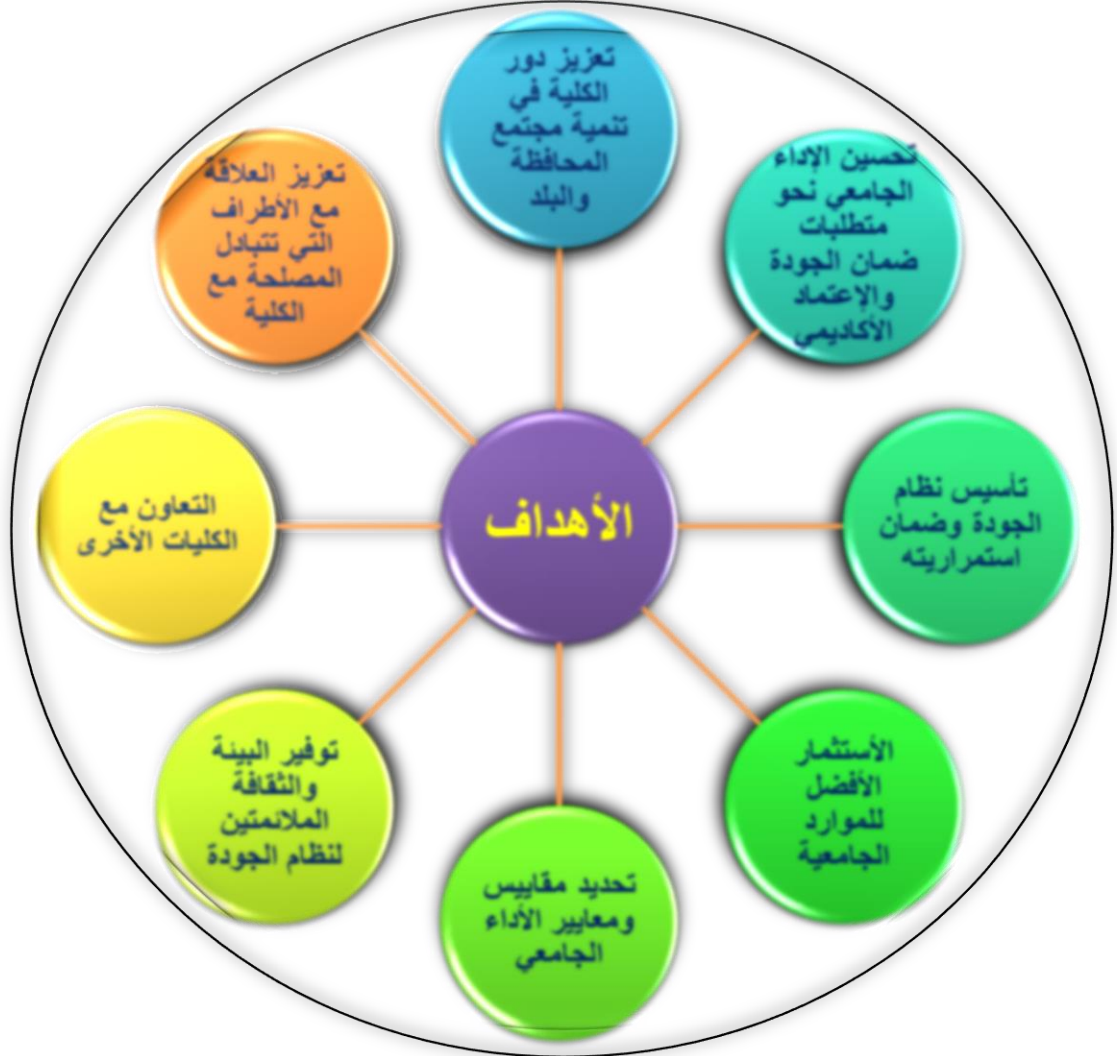 تعزيز دور
الكلية في
تنمية مجتمع
المحافظة
والبلد
تحسين الإداء
الجامعي نحو
متطلبات
ضمان الجودة
والإعتماد
الأكاديمي
تأسيس نظام
الجودة وضمان
استمراريته
الأستثمار
الأفضل
للموارد
الجامعية
تحديد مقاييس
ومعايير الأداء
الجامعي
توفير البيئة
والثقافة
الملائمتين
لنظام الجودة
التعاون مع
الكليات الأخرى
تعزيز العلاقة
مع الأطراف
التي تتبادل
المصلحة مع
الكلية
الأهداف